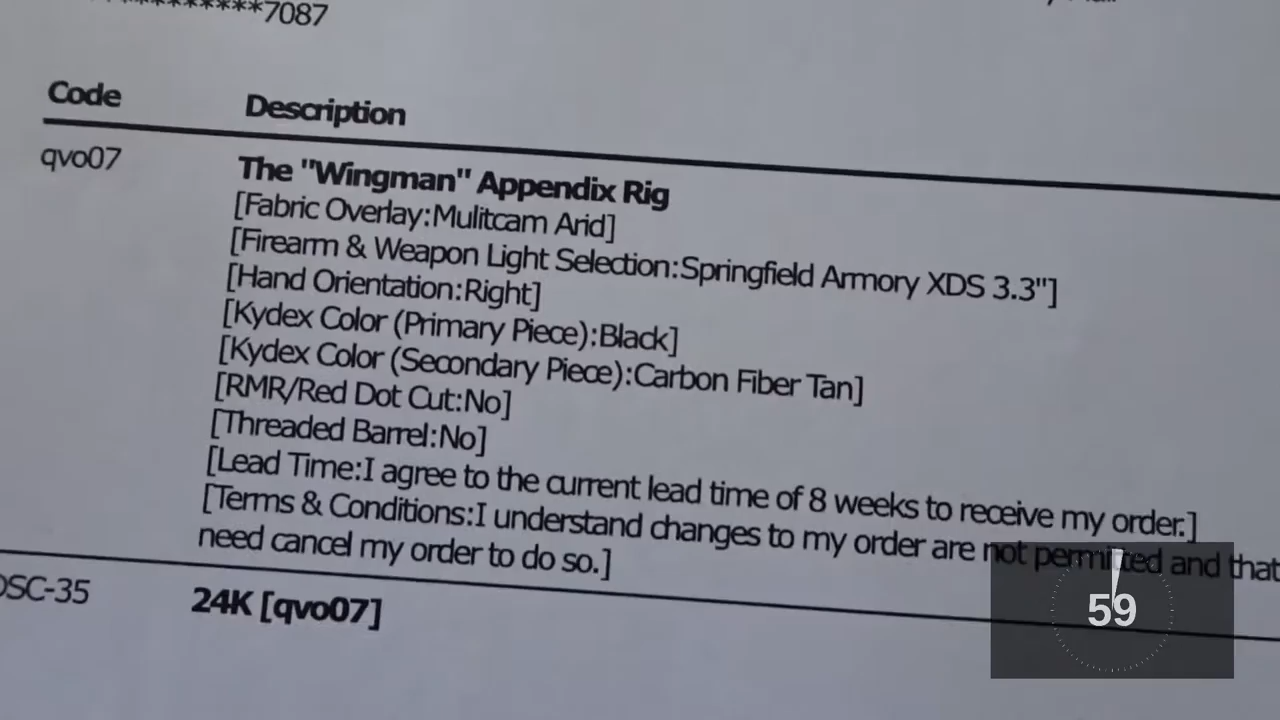 ***********7087
Code Description
qvo07 The "Wingman" Appendix Rig
[Fabric Overlay:Mulitcam Arid]
[Firearm & Weapon Light Selection:Springfield Armory XDS 3.3"]
[Hand Orientation:Right]
[Kydex Color (Primary Piece):Black]
[Kydex Color (Secondary Piece):Carbon Fiber Tan]
[RMR/Red Dot Cut:No]
[Threaded Barrel:No]
[Lead Time:I agree to the current lead time of 8 weeks to receive my order.]
[Terms & Conditions:I understand changes to my order are not permitted and that
need cancel my order to do so.]
DSC-35 24K [qvo07]
59